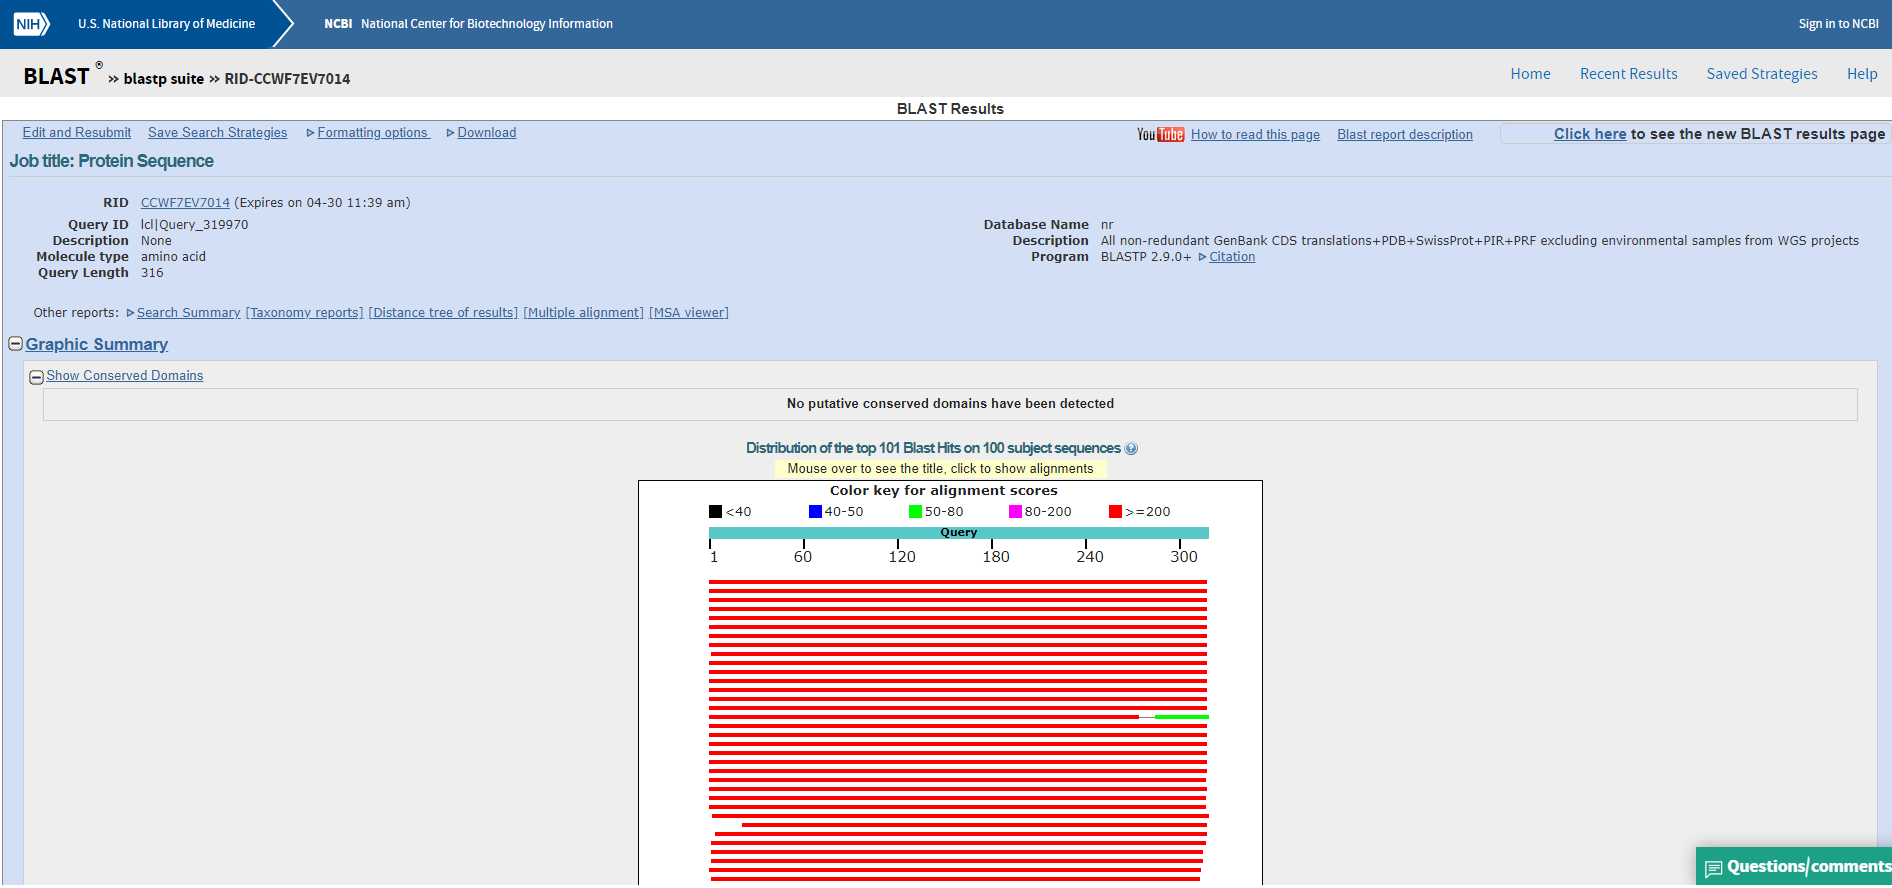 NIH U.S. National Library of Medicine NCBI National Center for Biotechnology Information Sign in to NCBI
BLAST ® » blastp suite » RID-CCWF7EV7014 Home Recent Results Saved Strategies Help
BLAST Results
Edit and Resubmit Save Search Strategies Formatting options Download YouTube How to read this page Blast report description Click here to see the new BLAST results page
Job title: Protein Sequence
RID CCWF7EV7014 (Expires on 04-30 11:39 am)
Query ID lcl|Query_319970 Database Name nr
Description None Description All non-redundant GenBank CDS translations+PDB+SwissProt+PIR+PRF excluding environmental samples from WGS projects
Molecule type amino acid Program BLASTP 2.9.0+ Citation
Query Length 316
Other reports: Search Summary [Taxonomy reports] [Distance tree of results] [Multiple alignment] [MSA viewer]
Graphic Summary
Show Conserved Domains
No putative conserved domains have been detected
Distribution of the top 101 Blast Hits on 100 subject sequences ?
Mouse over to see the title, click to show alignments
Color key for alignment scores
<40 40-50 50-80 80-200 >=200
Query
1 60 120 180 240 300
Questions/comments